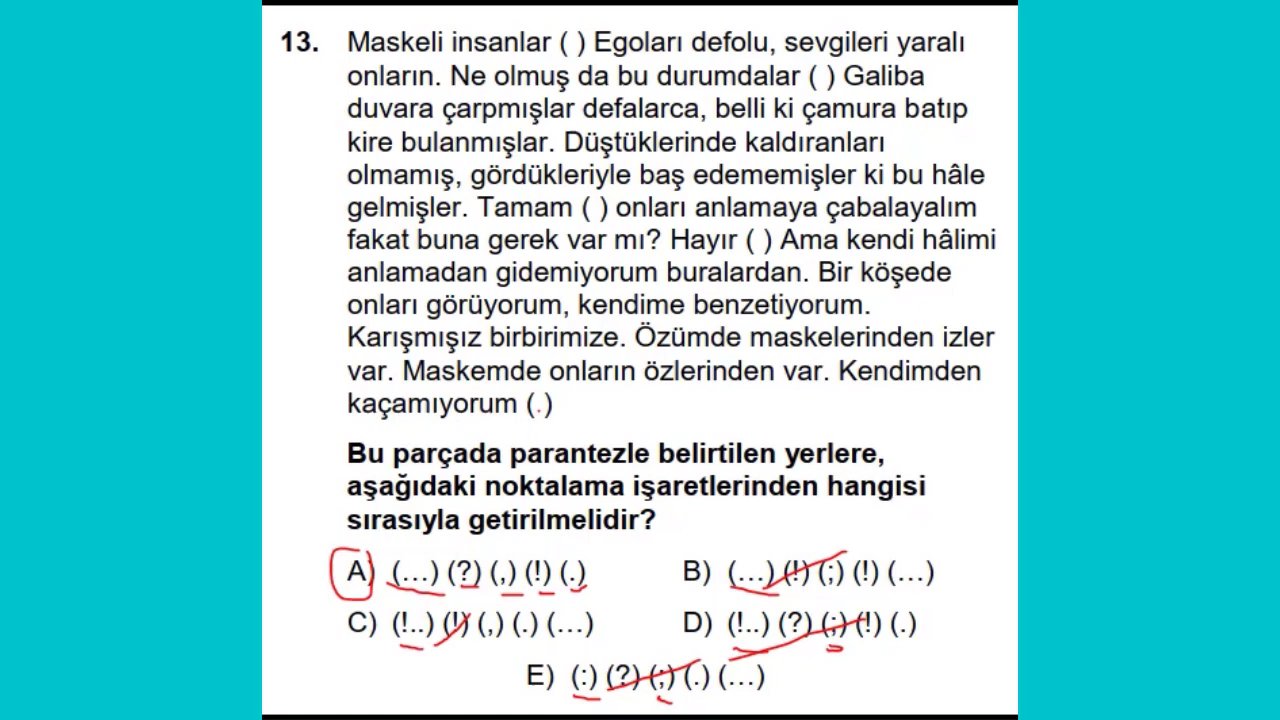 13. Maskeli insanlar ( ) Egoları defolu, sevgileri yaralı
onların. Ne olmuş da bu durumdalar ( ) Galiba
duvara çarpmışlar defalarca, belli ki çamura batıp
kire bulanmışlar. Düştüklerinde kaldıranları
olmamış, gördükleriyle baş edememişler ki bu hâle
gelmişler. Tamam ( ) onları anlamaya çabalayalım
fakat buna gerek var mı? Hayır ( ) Ama kendi hâlimi
anlamadan gidemiyorum buralardan. Bir köşede
onları görüyorum, kendime benzetiyorum.
Karışmışız birbirimize. Özümde maskelerinden izler
var. Maskemde onların özlerinden var. Kendimden
kaçamıyorum (.)
Bu parçada parantezle belirtilen yerlere,
aşağıdaki noktalama işaretlerinden hangisi
sırasıyla getirilmelidir?
A) (...) (?) (,) (!) (.) B) (...) (!) (;) (!) (...)
C) (!..) (!) (,) (.) (...) D) (!..) (?) (;) (!) (.)
E) (:) (?) (;) (.) (...)